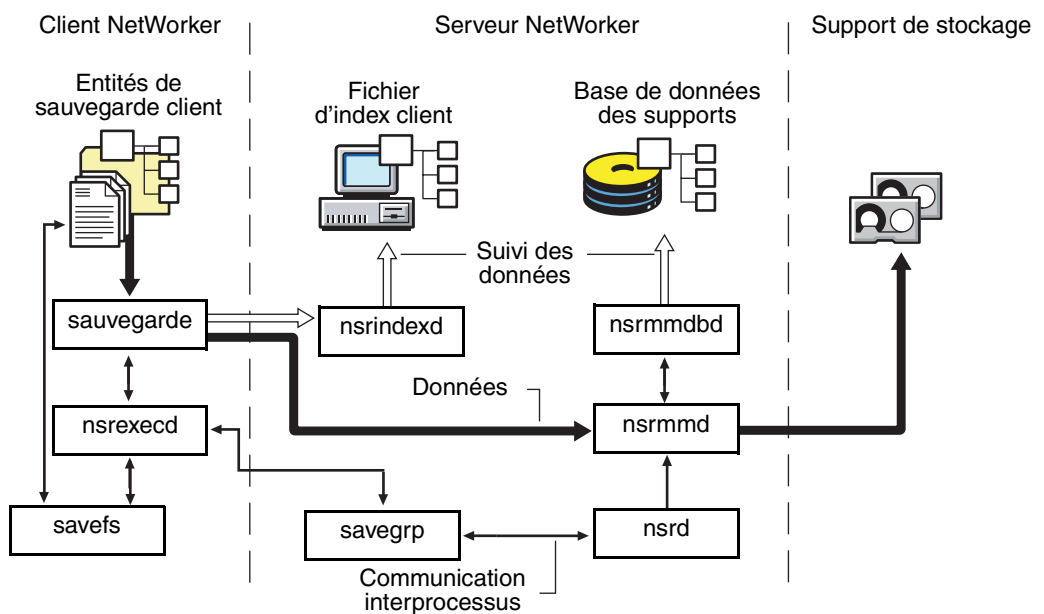 Client NetWorker
Serveur NetWorker
Support de stockage
Entités de
sauvegarde client
Fichier
d'index client
Base de données
des supports
Suivi des
données
sauvegarde
nsrindexd
nsrmmdbd
Données
nsrexecd
nsrmmd
savefs
savegrp
nsrd
Communication
interprocessus